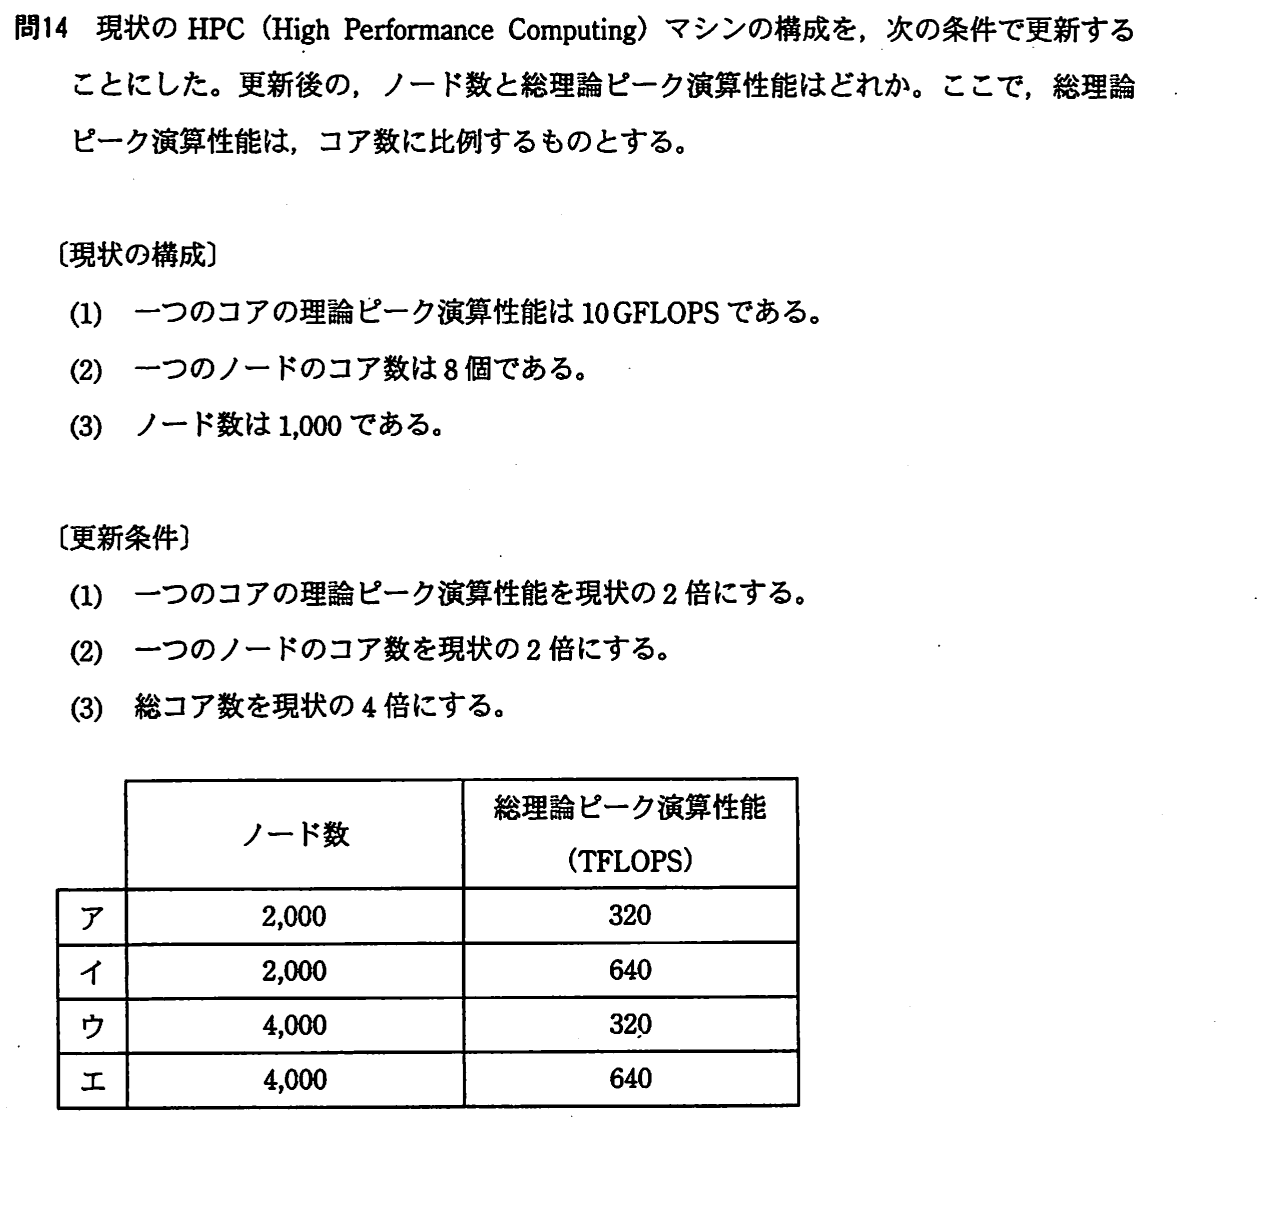 問14 現状の HPC（High Performance Computing）マシンの構成を，次の条件で更新する
ことにした。更新後の，ノード数と総理論ピーク演算性能はどれか。ここで，総理論
ピーク演算性能は，コア数に比例するものとする。
〔現状の構成〕
(1) 一つのコアの理論ピーク演算性能は 10 GFLOPS である。
(2) 一つのノードのコア数は 8 個である。
(3) ノード数は 1,000 である。
〔更新条件〕
(1) 一つのコアの理論ピーク演算性能を現状の 2 倍にする。
(2) 一つのノードのコア数を現状の 2 倍にする。
(3) 総コア数を現状の 4 倍にする。
ノード数 総理論ピーク演算性能
（TFLOPS）
ア 2,000 320
イ 2,000 640
ウ 4,000 320
エ 4,000 640